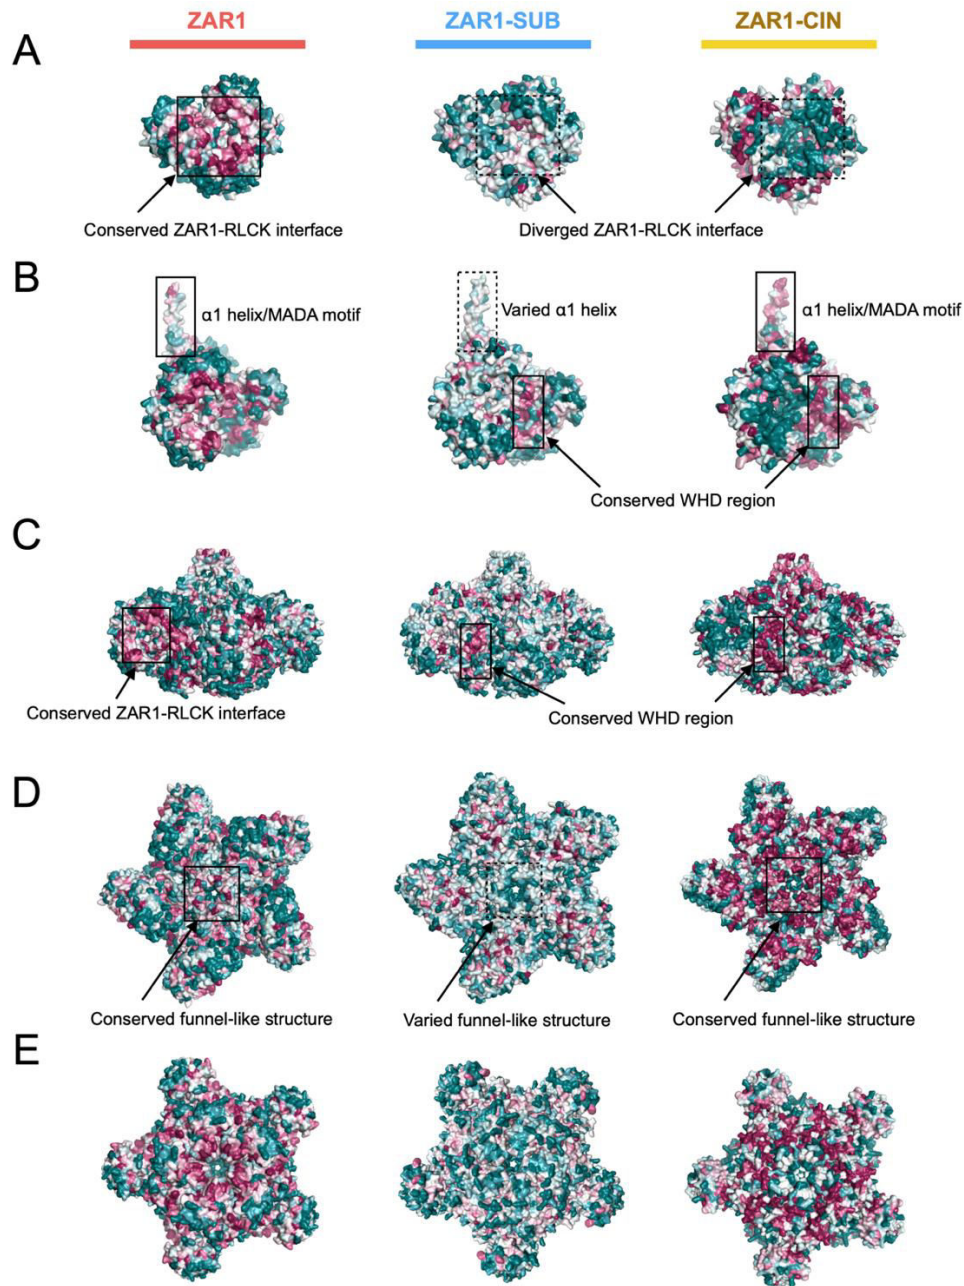 ZAR1
ZAR1-SUB
ZAR1-CIN
A
Conserved ZAR1-RLCK interface
Diverged ZAR1-RLCK interface
B
α1 helix/MADA motif
Varied α1 helix
α1 helix/MADA motif
Conserved WHD region
C
Conserved ZAR1-RLCK interface
Conserved WHD region
D
Conserved funnel-like structure
Varied funnel-like structure
Conserved funnel-like structure
E